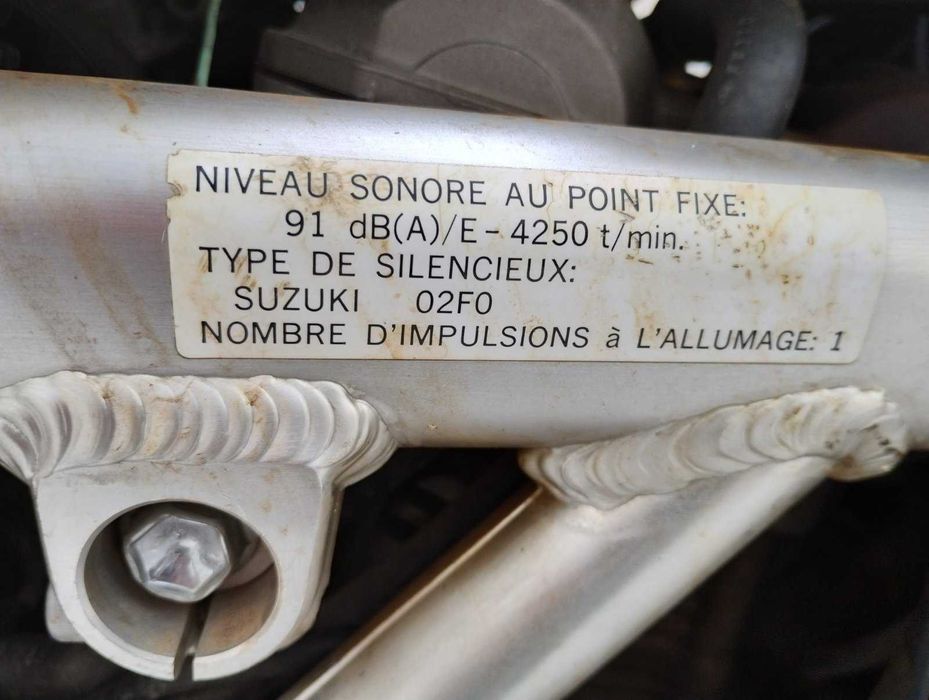 NIVEAU SONORE AU POINT FIXE:
91 dB(A)/E-4250 t/min.
TYPE DE SILENCIEUX:
SUZUKI 02F0
NOMBRE D'IMPULSIONS à L'ALLUMAGE: 1